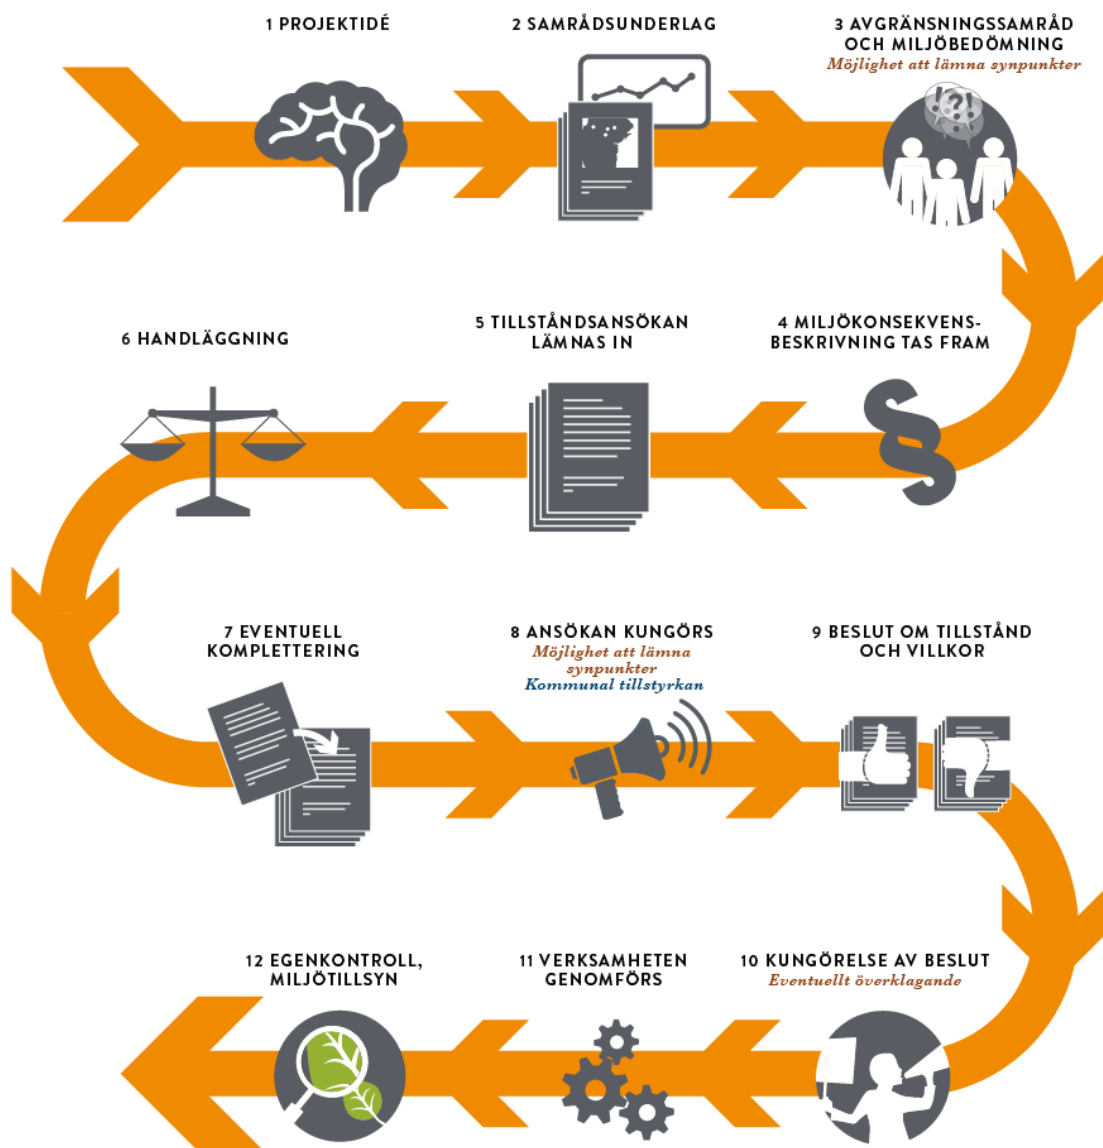 1 PROJEKTIDÉ
2 SAMRÅDSUNDERLAG
3 AVGRÄNSNINGSSAMRÅD
OCH MILJÖBEDÖMNING
Möjlighet att lämna synpunkter
!?!
4 MILJÖKONSEKVENS-
BESKRIVNING TAS FRAM
§
5 TILLSTÅNDSANSÖKAN
LÄMNAS IN
6 HANDLÄGGNING
7 EVENTUELL
KOMPLETTERING
8 ANSÖKAN KUNGÖRS
Möjlighet att lämna
synpunkter
Kommunal tillstyrkan
9 BESLUT OM TILLSTÅND
OCH VILLKOR
10 KUNGÖRELSE AV BESLUT
Eventuellt överklagande
11 VERKSAMHETEN
GENOMFÖRS
12 EGENKONTROLL,
MILJÖTILLSYN